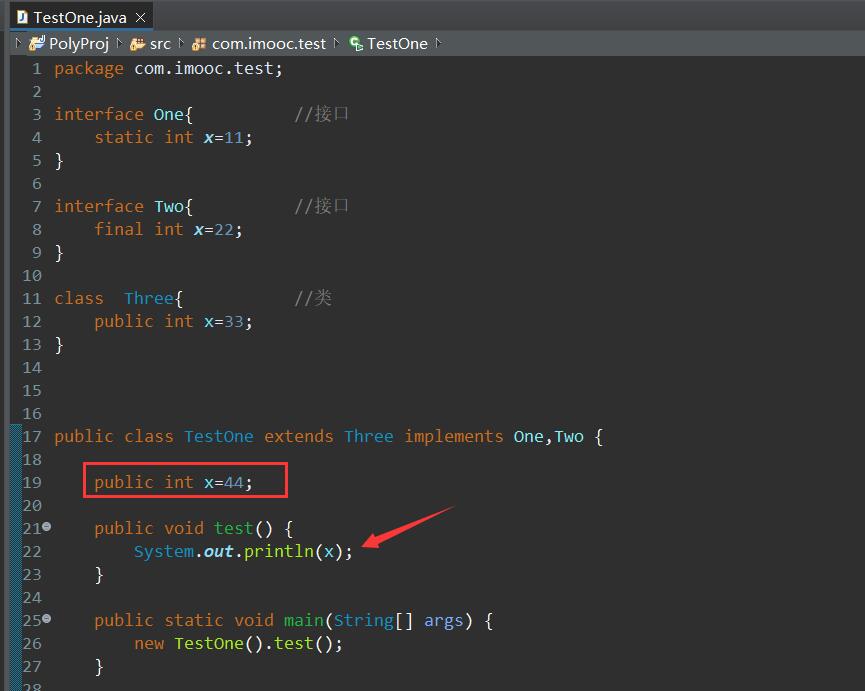 TestOne.java
PolyProj src com.imooc.test TestOne
1 package com.imooc.test;
2
3 interface One{ //接口
4 static int x=11;
5 }
6
7 interface Two{ //接口
8 final int x=22;
9 }
10
11 class Three{ //类
12 public int x=33;
13 }
14
15
16
17 public class TestOne extends Three implements One,Two {
18
19 public int x=44;
20
21 public void test() {
22 System.out.println(x);
23 }
24
25 public static void main(String[] args) {
26 new TestOne().test();
27 }
28